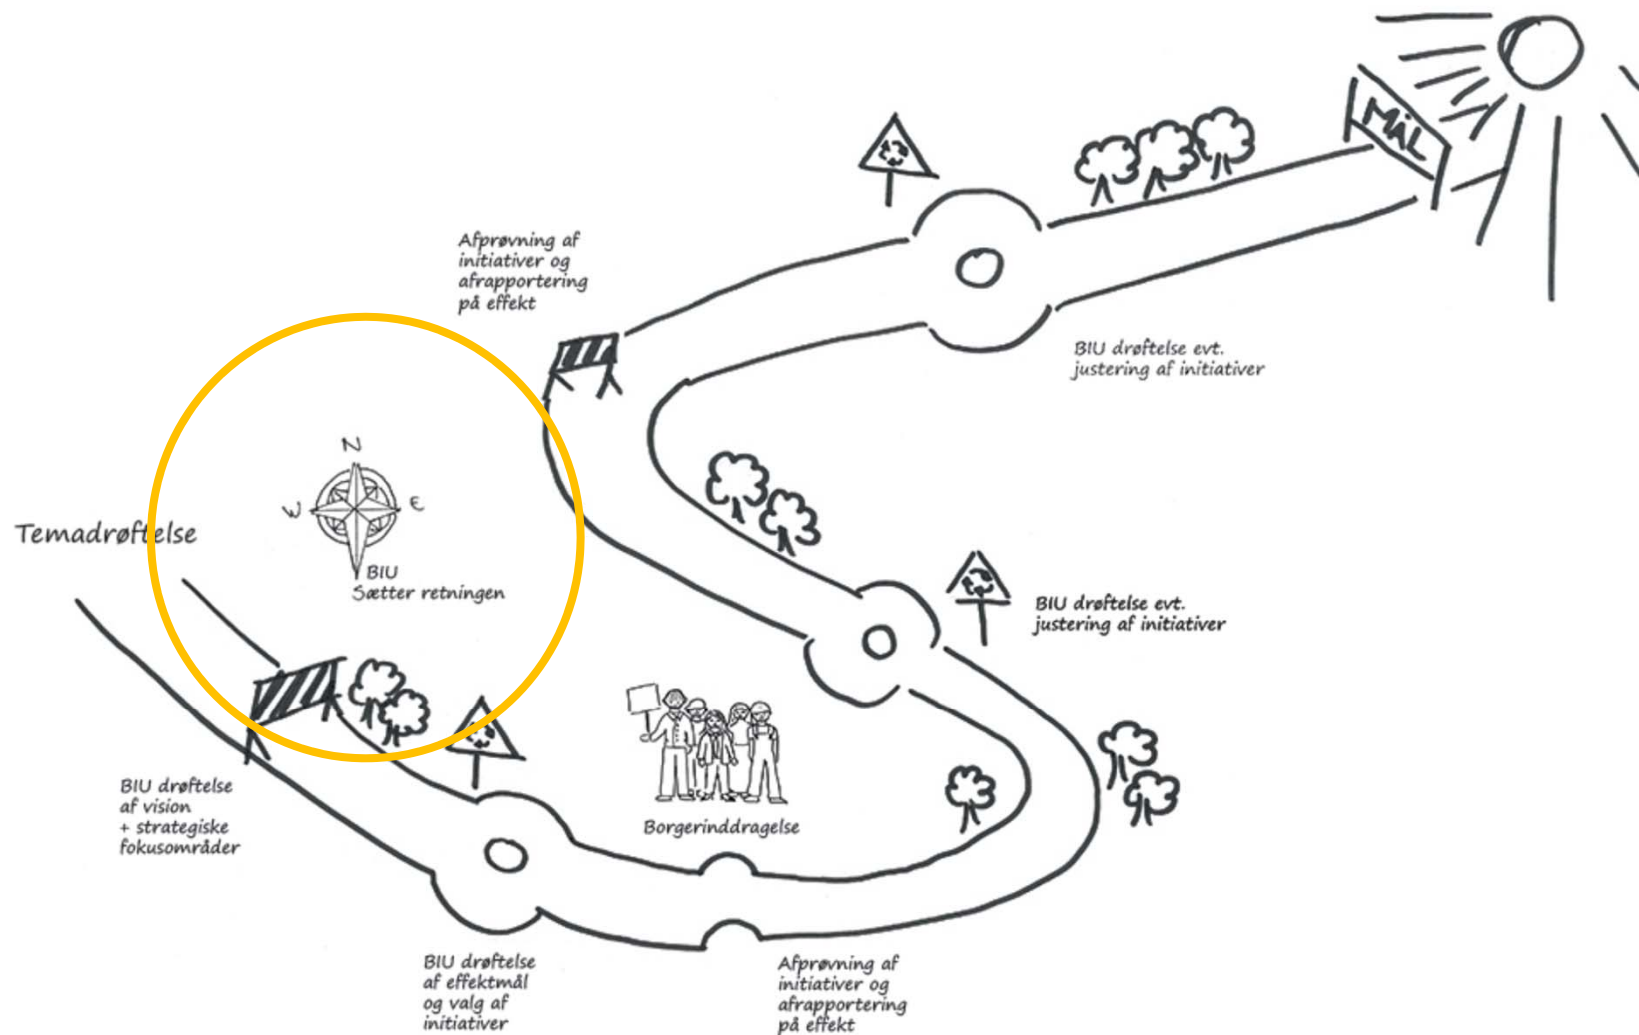 MÅL
Afprøvning af
initiativer og
afrapportering
på effekt
BIU drøftelse evt.
justering af initiativer
N
W
E
Temadrøftelse
BIU
Sætter retningen
BIU drøftelse evt.
justering af initiativer
BIU drøftelse
af vision
+ strategiske
fokusområder
Borgerinddragelse
BIU drøftelse
af effektmål
og valg af
initiativer
Afprøvning af
initiativer og
afrapportering
på effekt